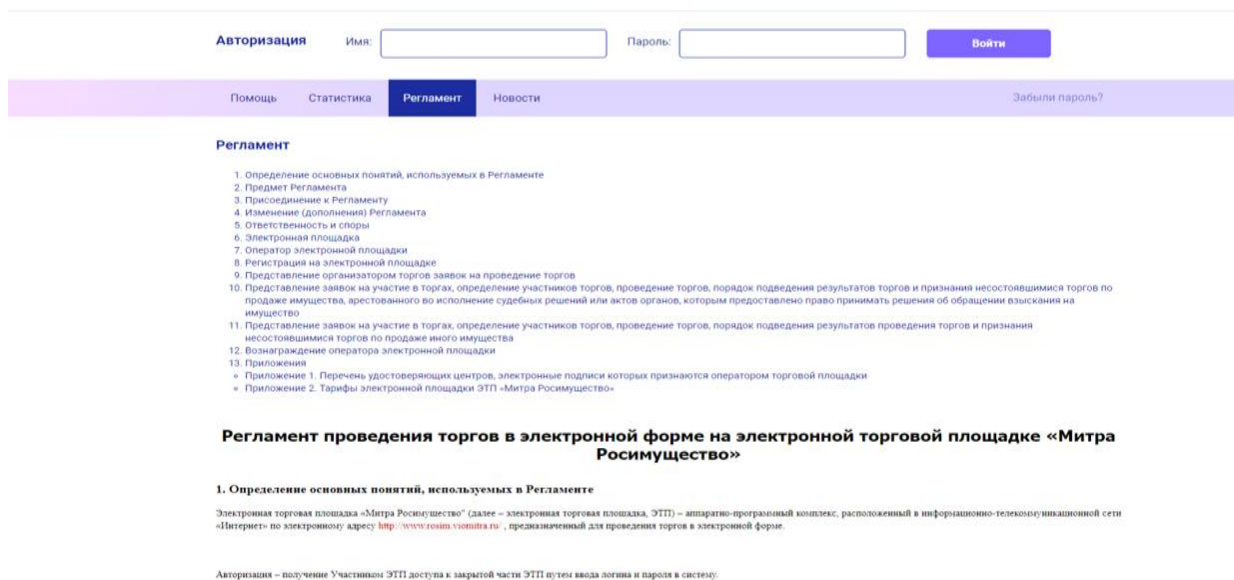 Авторизация Имя: Пароль: Войти
Помощь Статистика Регламент Новости Забыли пароль?
Регламент
1. Определение основных понятий, используемых в Регламенте
2. Предмет Регламента
3. Присоединение к Регламенту
4. Изменение (дополнения) Регламента
5. Ответственность и споры
6. Электронная площадка
7. Оператор электронной площадки
8. Регистрация на электронной площадке
9. Представление организатором торгов заявок на проведение торгов
10. Представление заявок на участие в торгах, определение участников торгов, проведение торгов, порядок подведения результатов торгов и признания несостоявшимися торгов по
продаже имущества, арестованного во исполнение судебных решений или актов органов, которым предоставлено право принимать решения об обращении взыскания на
имущество
11. Представление заявок на участие в торгах, определение участников торгов, проведение торгов, порядок подведения результатов проведения торгов и признания
несостоявшимися торгов по продаже иного имущества
12. Вознаграждение оператора электронной площадки
13. Приложения
Приложение 1. Перечень удостоверяющих центров, электронные подписи которых признаются оператором торговой площадки
Приложение 2. Тарифы электронной площадки ЭТП «Митра Росимущество»
Регламент проведения торгов в электронной форме на электронной торговой площадке «Митра
Росимущество»
1. Определение основных понятий, используемых в Регламенте
Электронная торговая площадка «Митра Росимущество" (далее – электронная торговая площадка, ЭТП) – аппаратно-программный комплекс, расположенный в информационно-телекоммуникационной сети
«Интернет» по электронному адресу http://www.rosim.viomitra.ru/ , предназначенный для проведения торгов в электронной форме.
Авторизация – получение Участником ЭТП доступа к закрытой части ЭТП путем ввода логина и пароля в систему.